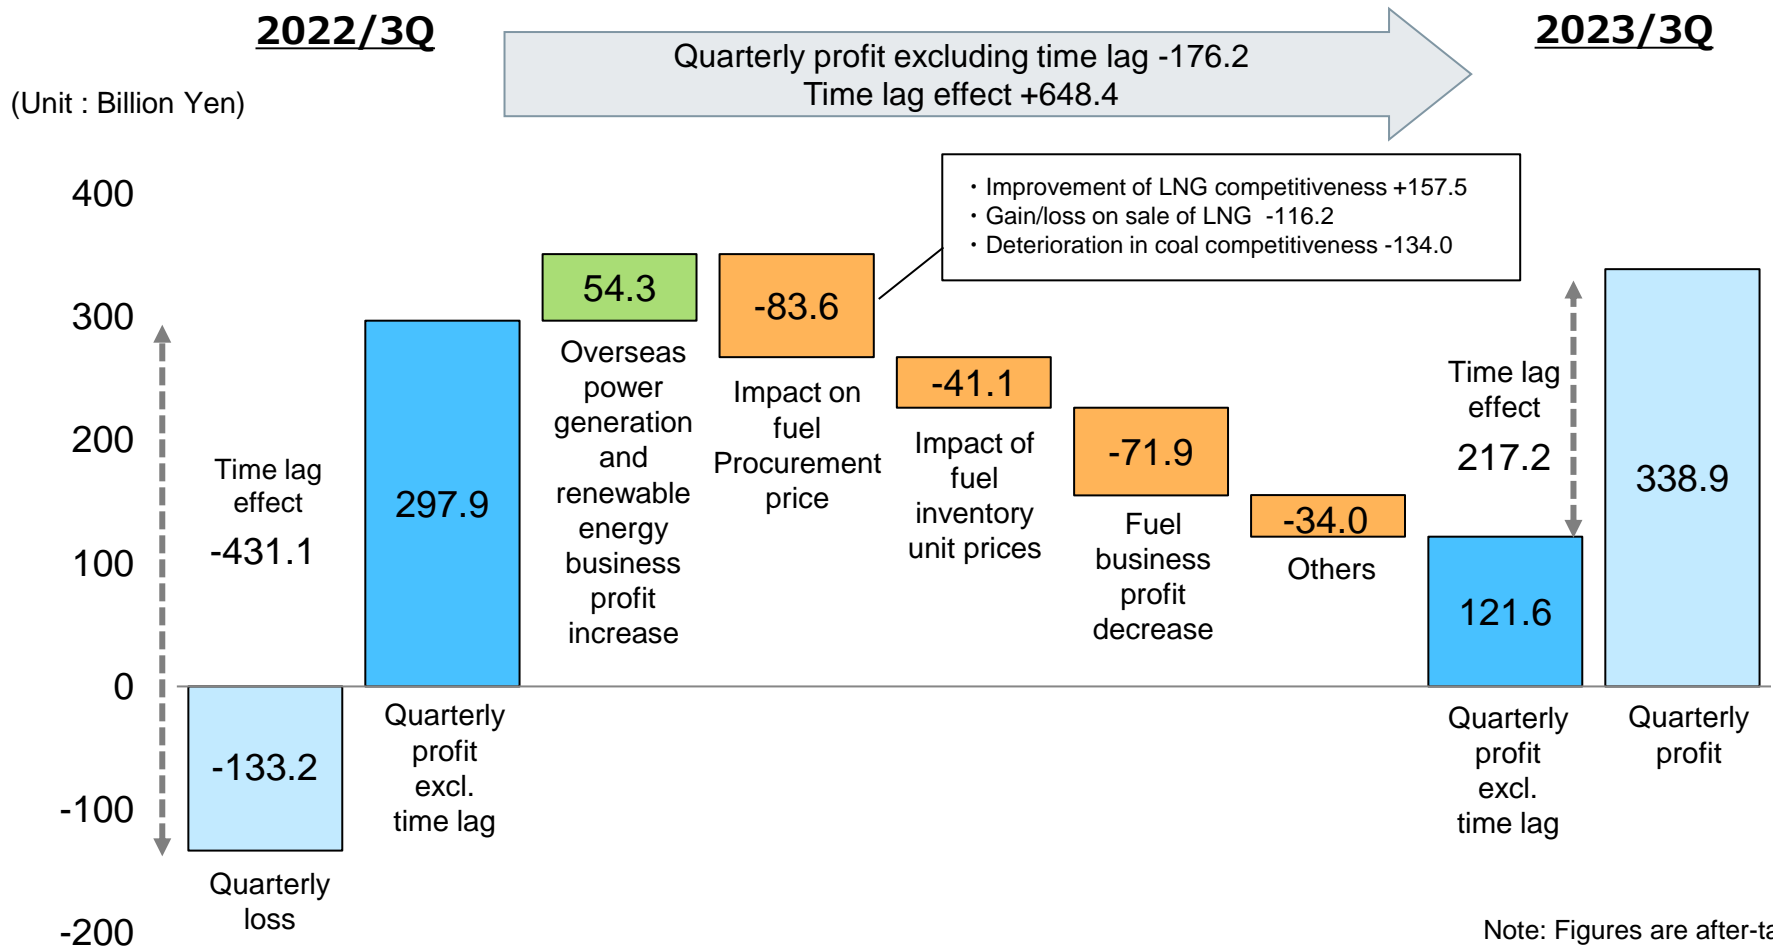 2022/3Q
2023/3Q
Quarterly profit excluding time lag -176.2
Time lag effect +648.4
(Unit : Billion Yen)
・Improvement of LNG competitiveness +157.5
・Gain/loss on sale of LNG -116.2
・Deterioration in coal competitiveness -134.0
400
300
200
100
0
-100
-200
Time lag
effect
-431.1
-133.2
Quarterly
loss
297.9
Quarterly
profit
excl.
time lag
54.3
Overseas
power
generation
and
renewable
energy
business
profit
increase
-83.6
Impact on
fuel
Procurement
price
-41.1
Impact of
fuel
inventory
unit prices
-71.9
Fuel
business
profit
decrease
-34.0
Others
Time lag
effect
217.2
121.6
Quarterly
profit
excl.
time lag
338.9
Quarterly
profit
Note: Figures are after-ta